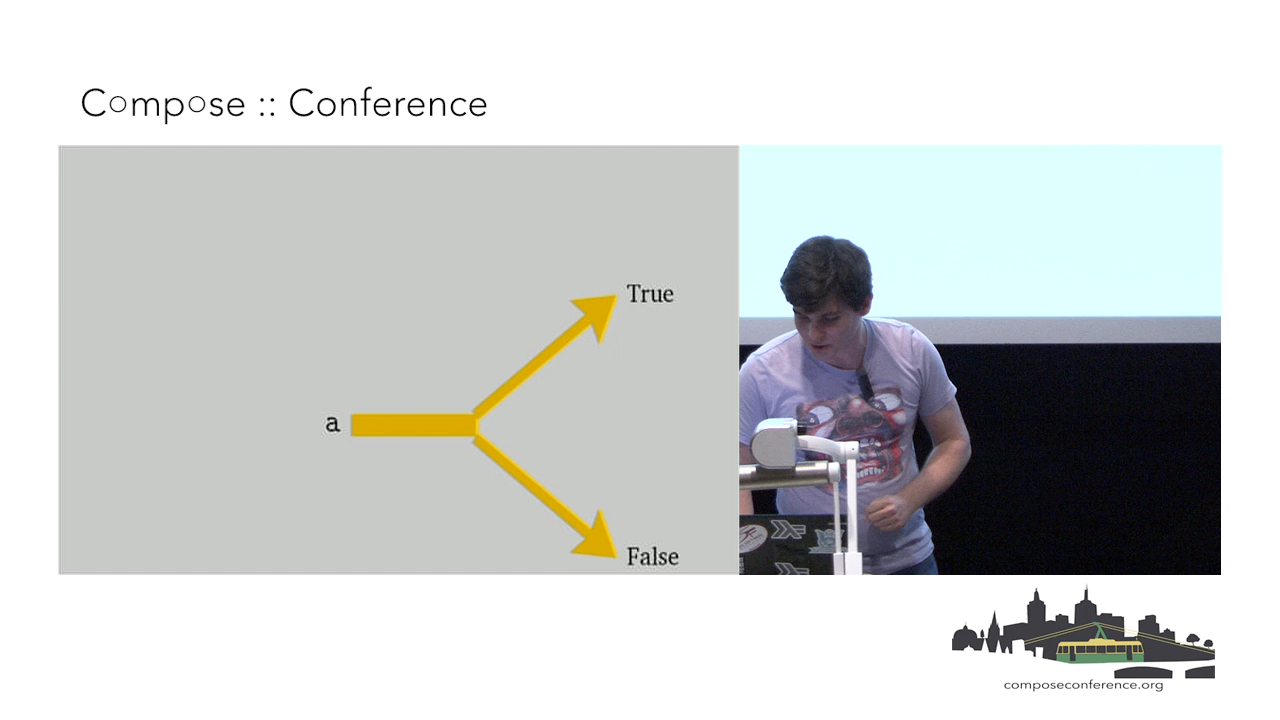 Compose :: Conference
True
a
False
composeconference.org